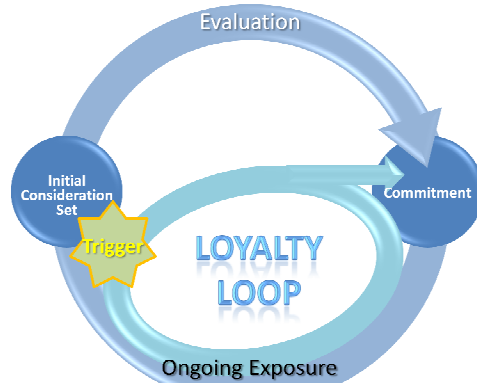 Evaluation
Initial
Consideration
Set
Commitment
Trigger
LOYALTY
LOOP
Ongoing Exposure